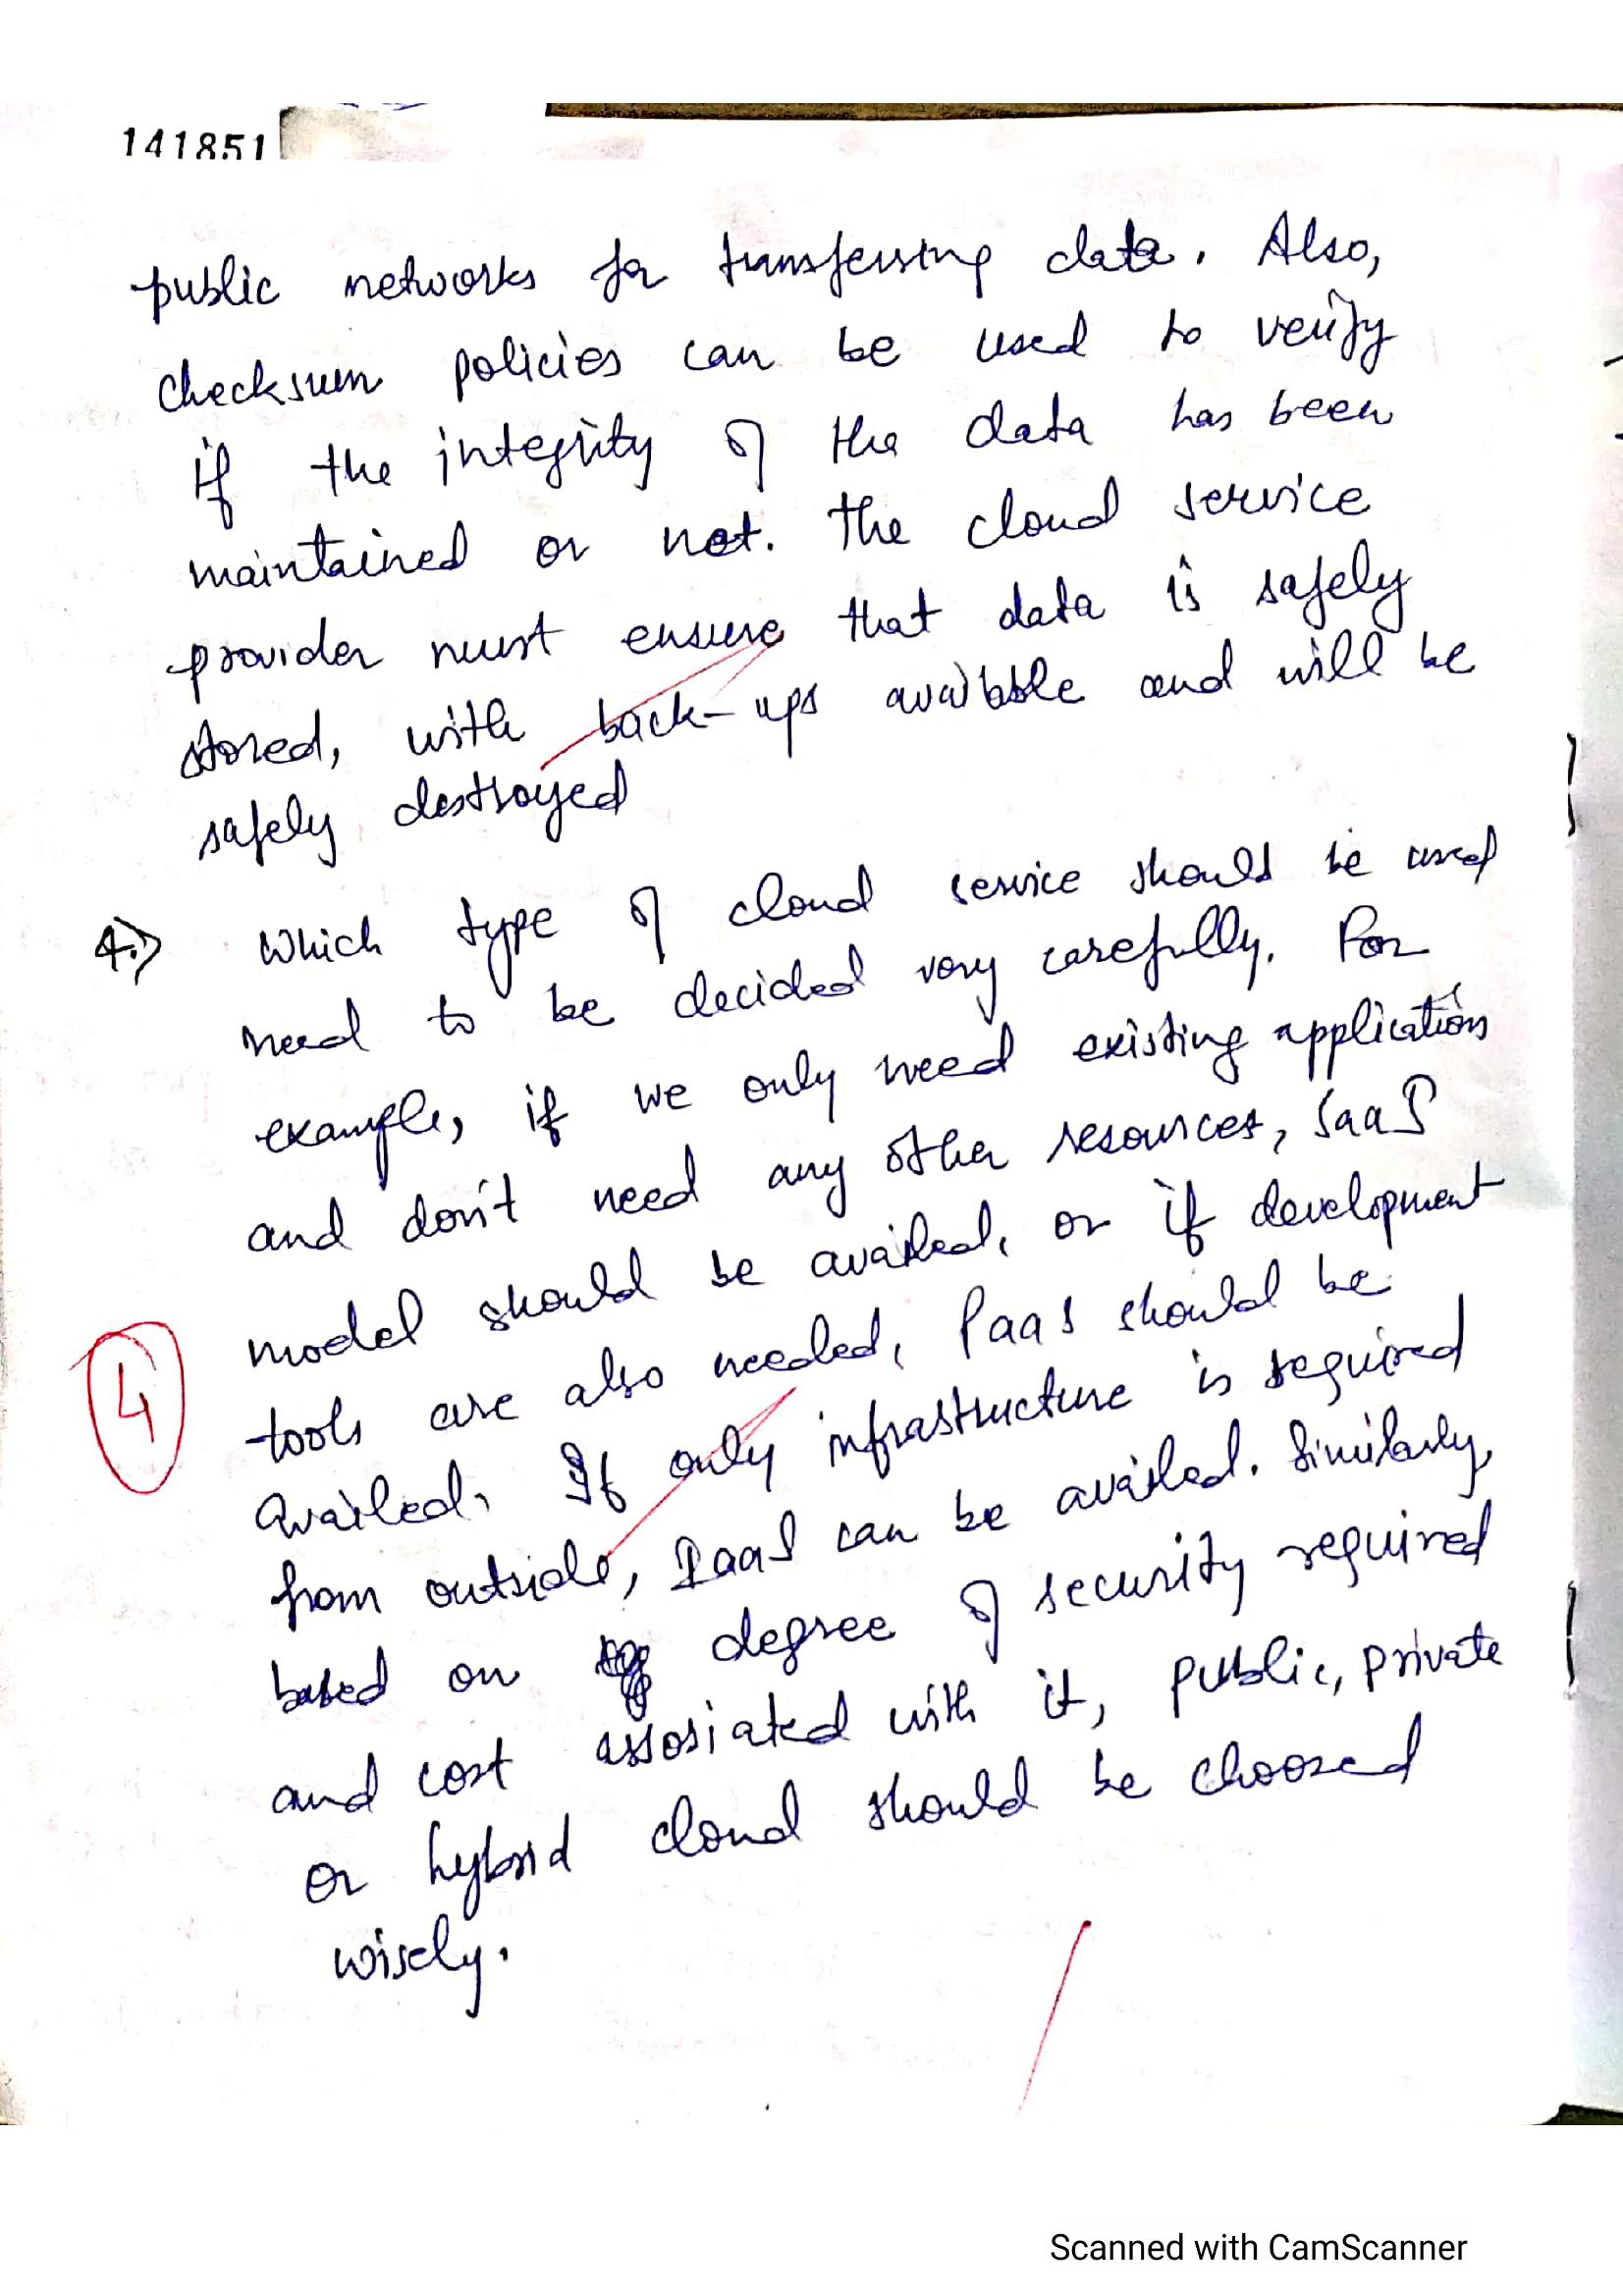 141851
public networks for transferring data. Also,
checksum policies can be used to verify
if the integrity of the data has been
maintained or not. The cloud service
provider must ensure that data is safely
stored, with back-ups available and will be
safely destroyed
4.) Which type of cloud service should be used
need to be decided very carefully. For
example, if we only need existing applications
and don't need any other resources, SaaS
model should be availed, or if development
tools are also needed, PaaS should be
4
availed. If only infrastructure is required
from outside, IaaS can be availed. Similarly,
based on degree of security required
and cost assosiated with it, public, private
or hybrid cloud should be choosed
wisely.
Scanned with CamScanner